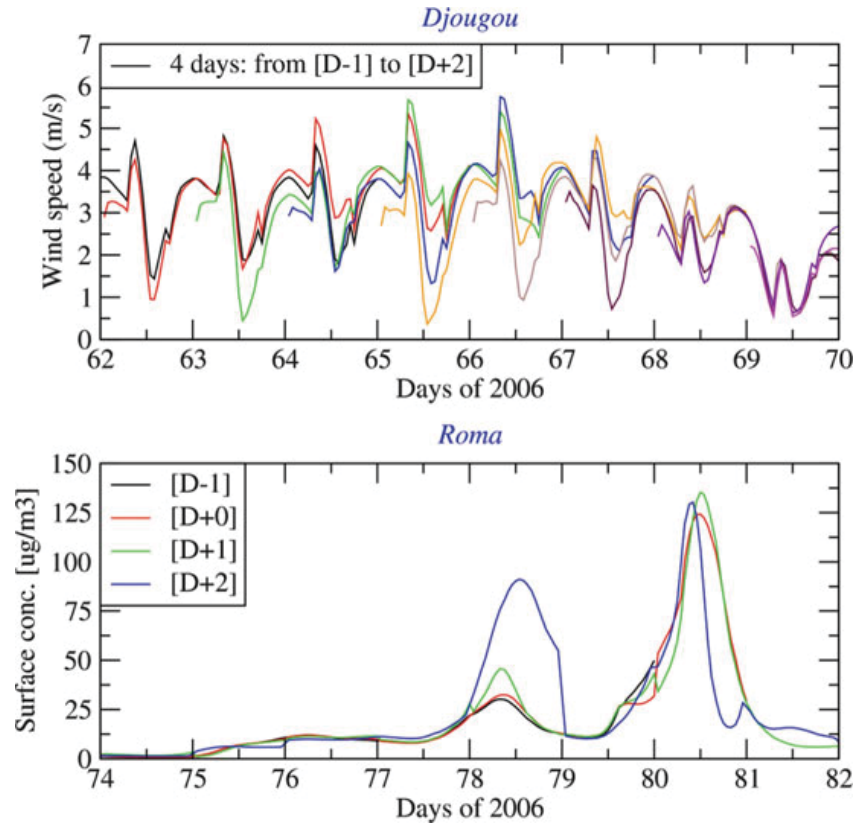 Djougou
7
6
5
4
3
2
1
0
Wind speed (m/s)
4 days: from [D-1] to [D+2]
62 63 64 65 66 67 68 69 70
Days of 2006
Roma
150
125
100
75
50
25
0
Surface conc. [ug/m3]
[D-1]
[D+0]
[D+1]
[D+2]
74 75 76 77 78 79 80 81 82
Days of 2006